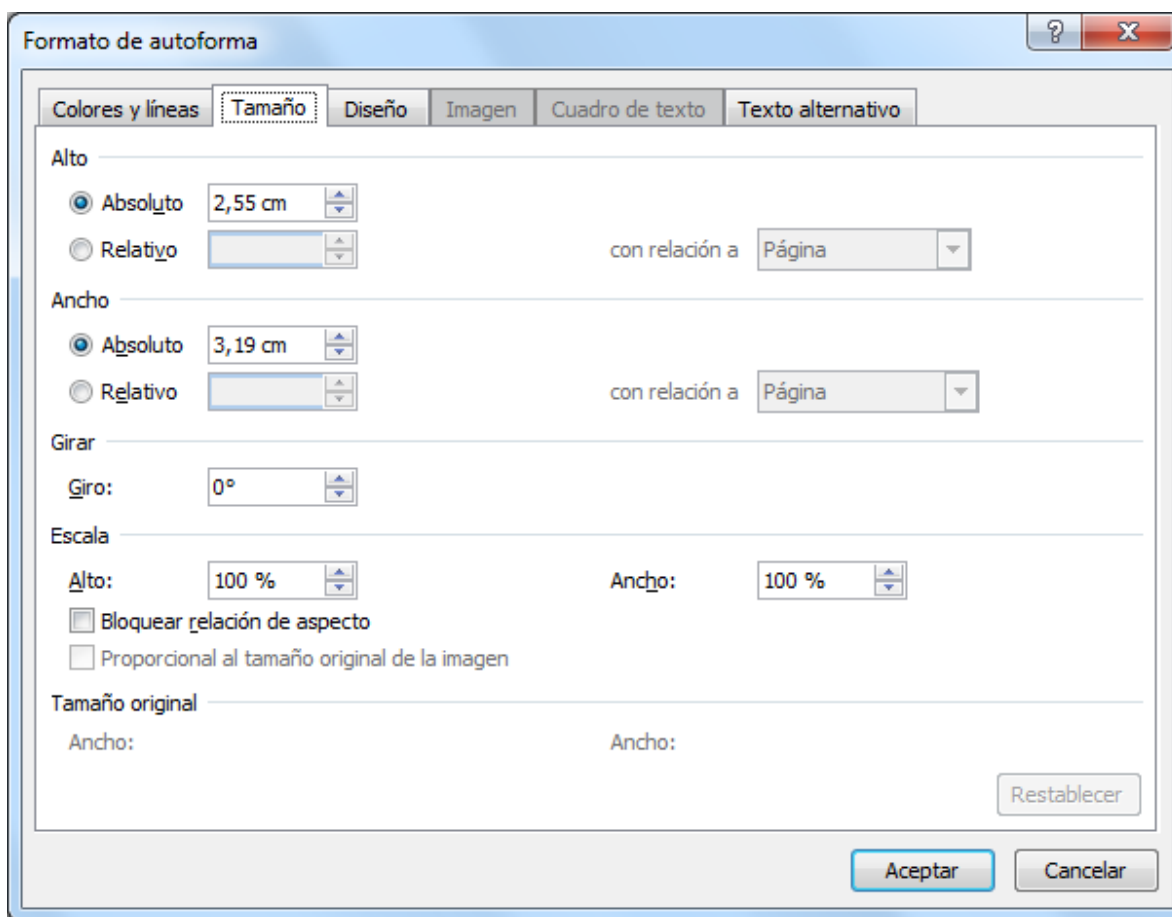 Formato de autoforma
Colores y líneas Tamaño Diseño Imagen Cuadro de texto Texto alternativo
Alto
Absoluto 2,55 cm
Relativo con relación a Página
Ancho
Absoluto 3,19 cm
Relativo con relación a Página
Girar
Giro: 0°
Escala
Alto: 100 % Ancho: 100 %
Bloquear relación de aspecto
Proporcional al tamaño original de la imagen
Tamaño original
Ancho: Ancho:
Restablecer
Aceptar Cancelar